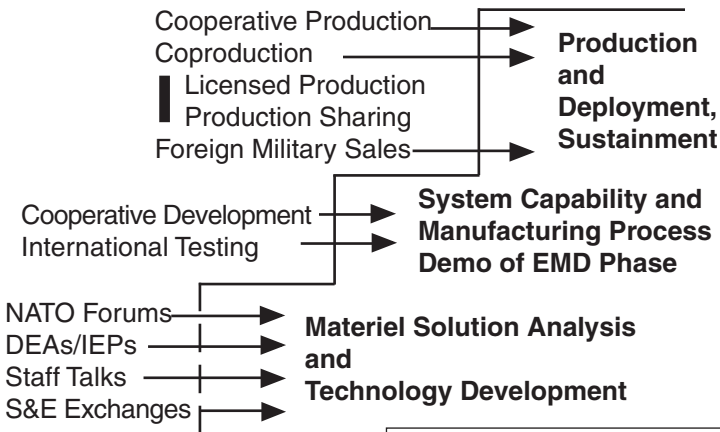 Cooperative Production
Coproduction
Licensed Production
Production Sharing
Foreign Military Sales
Production
and
Deployment,
Sustainment
Cooperative Development
International Testing
System Capability and
Manufacturing Process
Demo of EMD Phase
NATO Forums
DEAs/IEPs
Staff Talks
S&E Exchanges
Materiel Solution Analysis
and
Technology Development